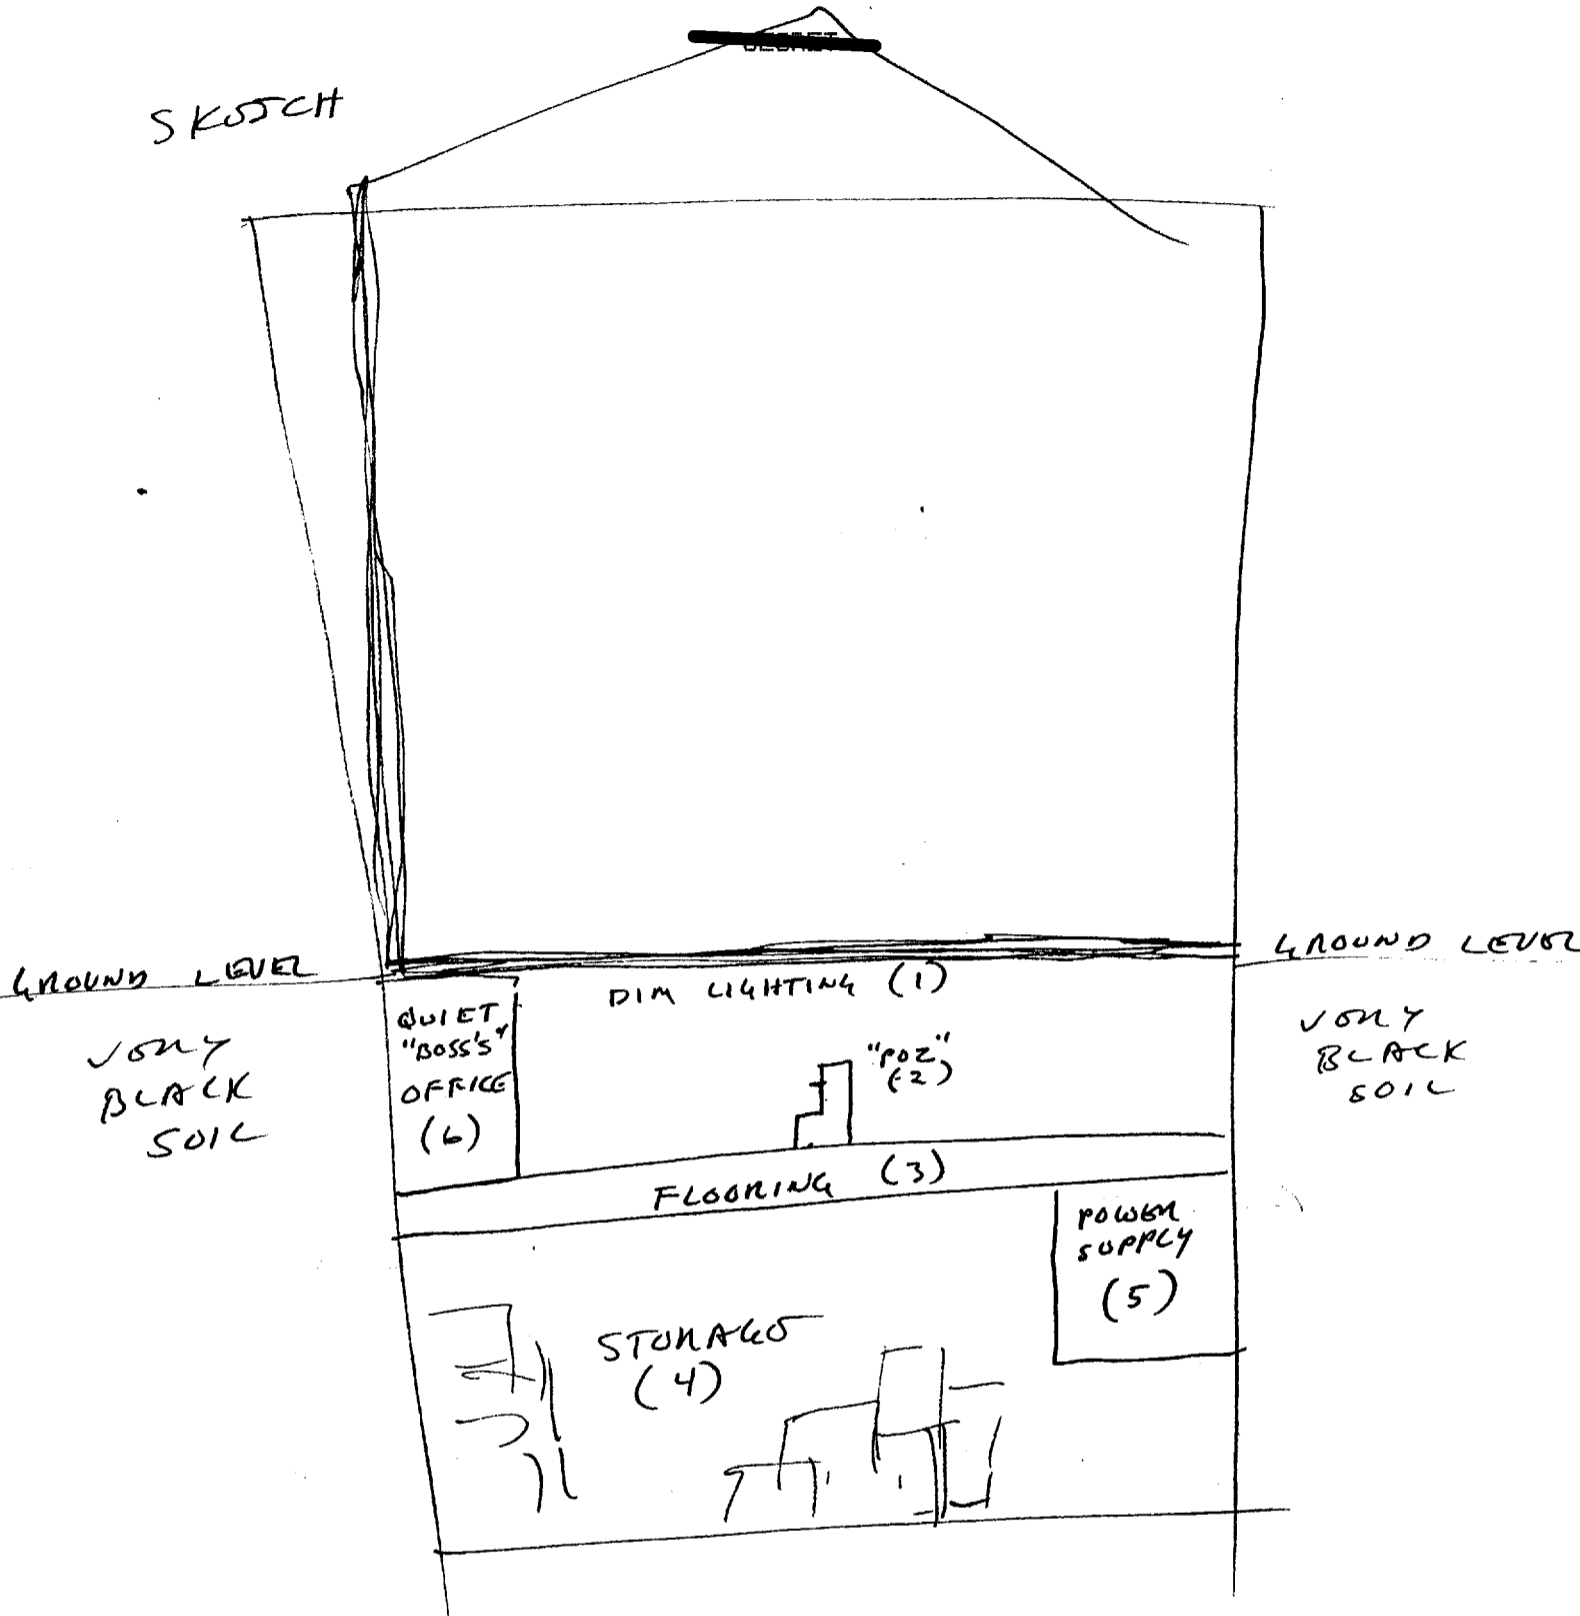 SECRET
SKETCH
GROUND LEVEL
GROUND LEVEL
DIM LIGHTING (1)
QUIET
"BOSS'S"
OFFICE
(6)
"POZ"
(2)
VERY
BLACK
SOIL
VERY
BLACK
SOIL
FLOORING (3)
POWER
SUPPLY
(5)
STORAGE
(4)